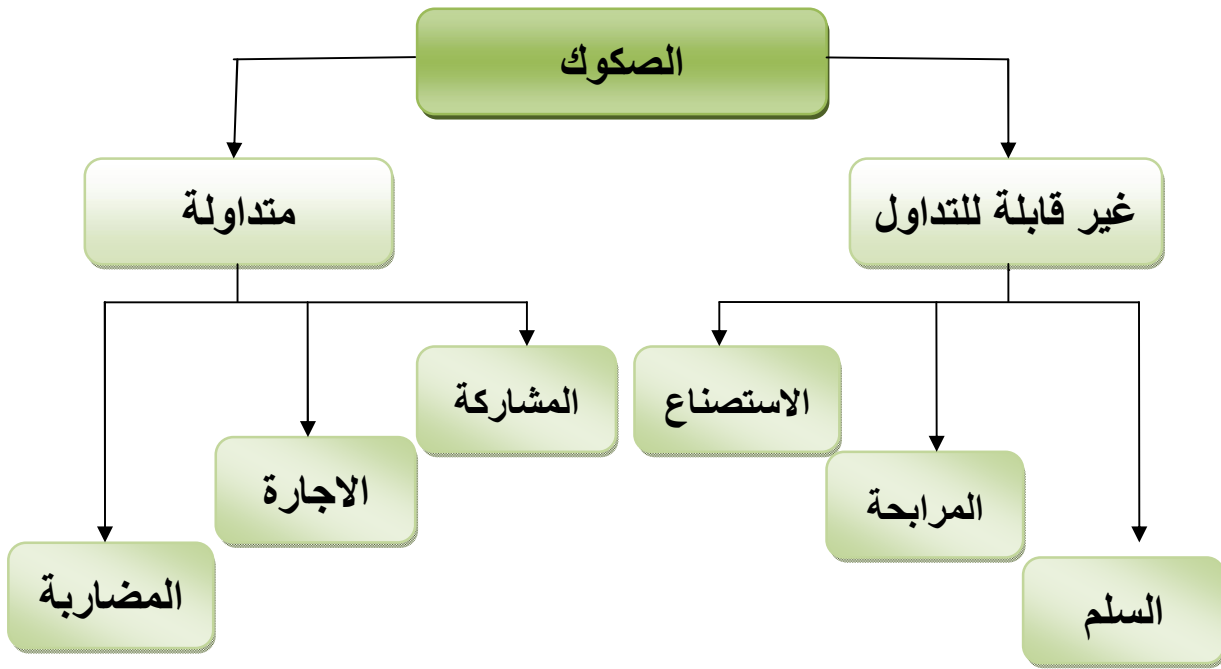 الصكوك
غير قابلة للتداول
متداولة
الاستصناع
المشاركة
المرابحة
الاجارة
السلم
المضاربة